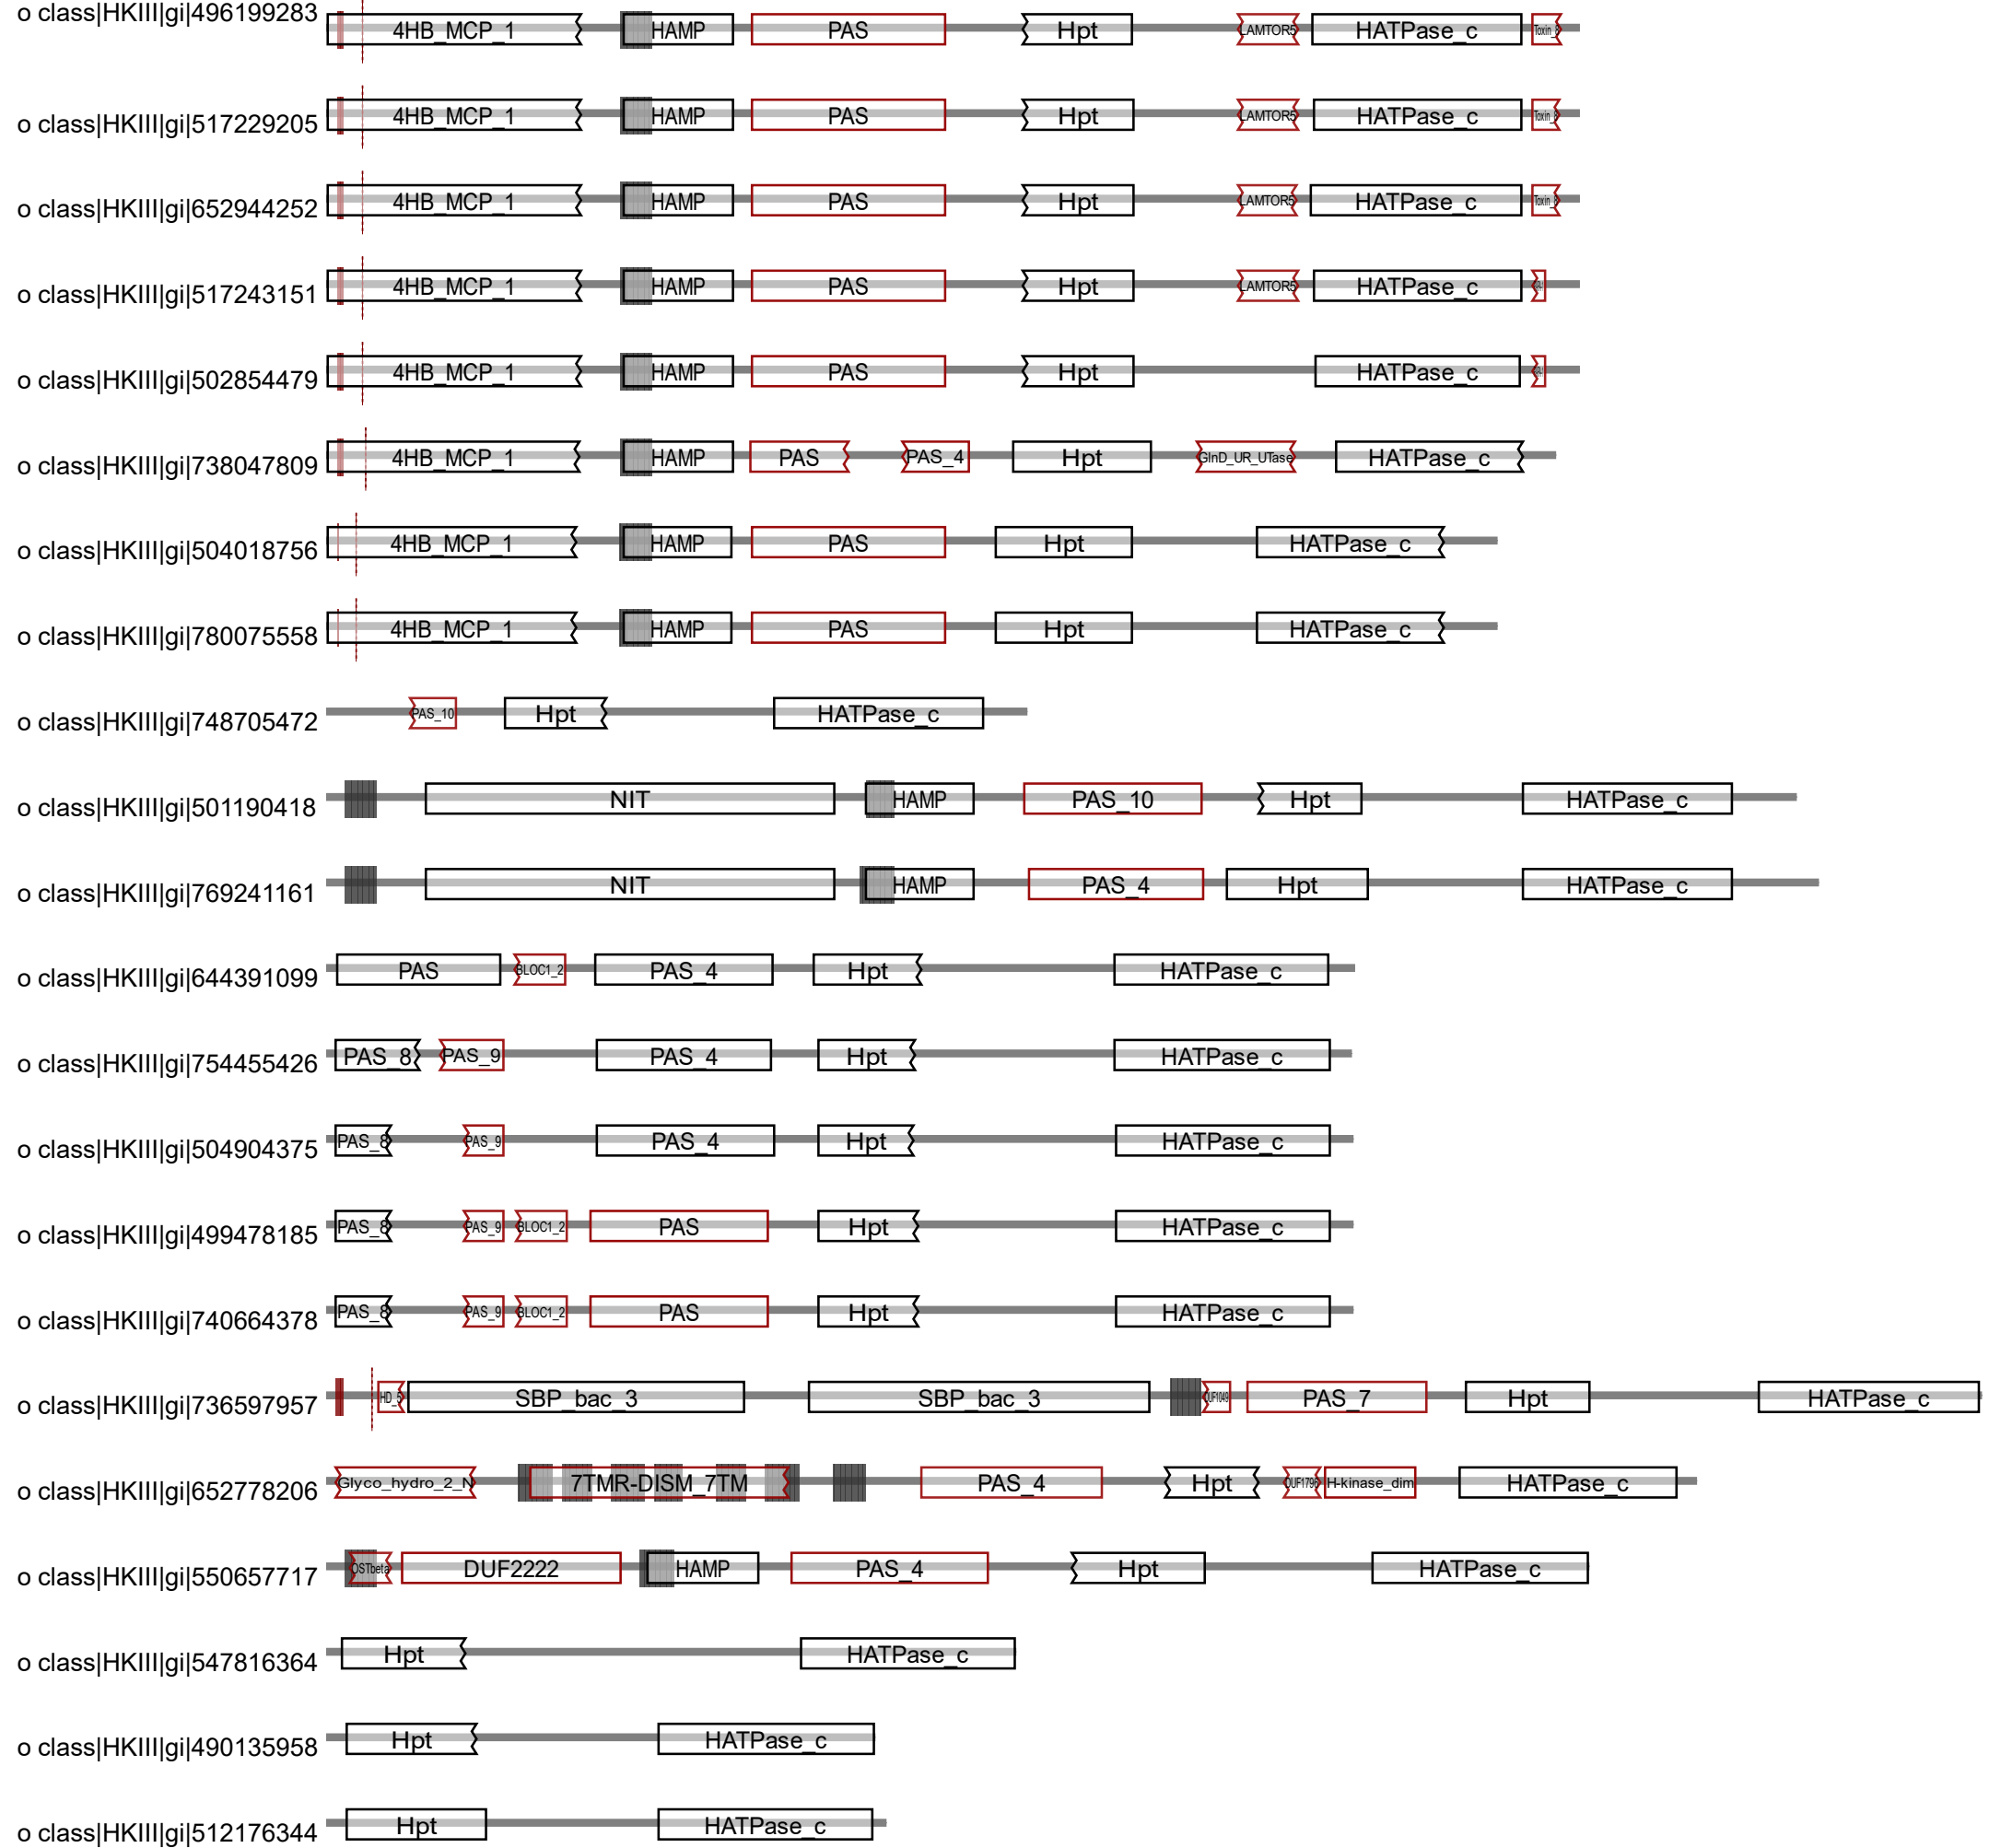 o class|HKIII|gi|496199283 4HB_MCP_1 HAMP PAS Hpt LAMTOR5 HATPase_c Toxin_8
o class|HKIII|gi|517229205 4HB_MCP_1 HAMP PAS Hpt LAMTOR5 HATPase_c
o class|HKIII|gi|652944252 4HB_MCP_1 HAMP PAS Hpt LAMTOR5 HATPase_c
o class|HKIII|gi|517243151 4HB_MCP_1 HAMP PAS Hpt LAMTOR5 HATPase_c
o class|HKIII|gi|502854479 4HB_MCP_1 HAMP PAS Hpt HATPase_c
o class|HKIII|gi|738047809 4HB_MCP_1 HAMP PAS PAS_4 Hpt GlnD_UR_UTase HATPase_c
o class|HKIII|gi|504018756 4HB_MCP_1 HAMP PAS Hpt HATPase_c
o class|HKIII|gi|780075558 4HB_MCP_1 HAMP PAS Hpt HATPase_c
o class|HKIII|gi|748705472 PAS_10 Hpt HATPase_c
o class|HKIII|gi|501190418 NIT HAMP PAS_10 Hpt HATPase_c
o class|HKIII|gi|769241161 NIT HAMP PAS_4 Hpt HATPase_c
o class|HKIII|gi|644391099 PAS BLOC1_2 PAS_4 Hpt HATPase_c
o class|HKIII|gi|754455426 PAS_8 PAS_9 PAS_4 Hpt HATPase_c
o class|HKIII|gi|504904375 PAS_8 PAS_9 PAS_4 Hpt HATPase_c
o class|HKIII|gi|499478185 PAS_8 PAS_9 BLOC1_2 PAS Hpt HATPase_c
o class|HKIII|gi|740664378 PAS_8 PAS_9 BLOC1_2 PAS Hpt HATPase_c
o class|HKIII|gi|736597957 HD_5 SBP_bac_3 SBP_bac_3 DUF1049 PAS_7 Hpt HATPase_c
o class|HKIII|gi|652778206 Glyco_hydro_2_N 7TMR-DISM_7TM PAS_4 Hpt H-kinase_dim HATPase_c
o class|HKIII|gi|550657717 OSTbeta DUF2222 HAMP PAS_4 Hpt HATPase_c
o class|HKIII|gi|547816364 Hpt HATPase_c
o class|HKIII|gi|490135958 Hpt HATPase_c
o class|HKIII|gi|512176344 Hpt HATPase_c